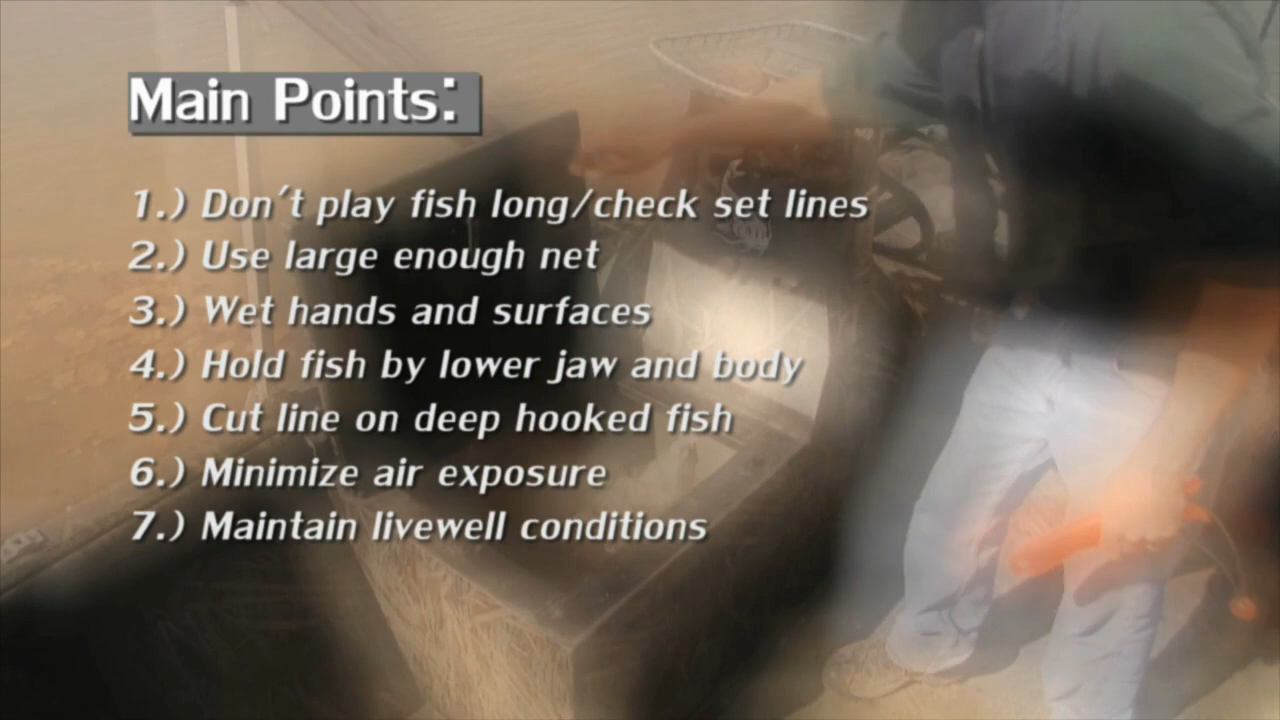 Main Points:
1.) Don't play fish long/check set lines
2.) Use large enough net
3.) Wet hands and surfaces
4.) Hold fish by lower jaw and body
5.) Cut line on deep hooked fish
6.) Minimize air exposure
7.) Maintain livewell conditions